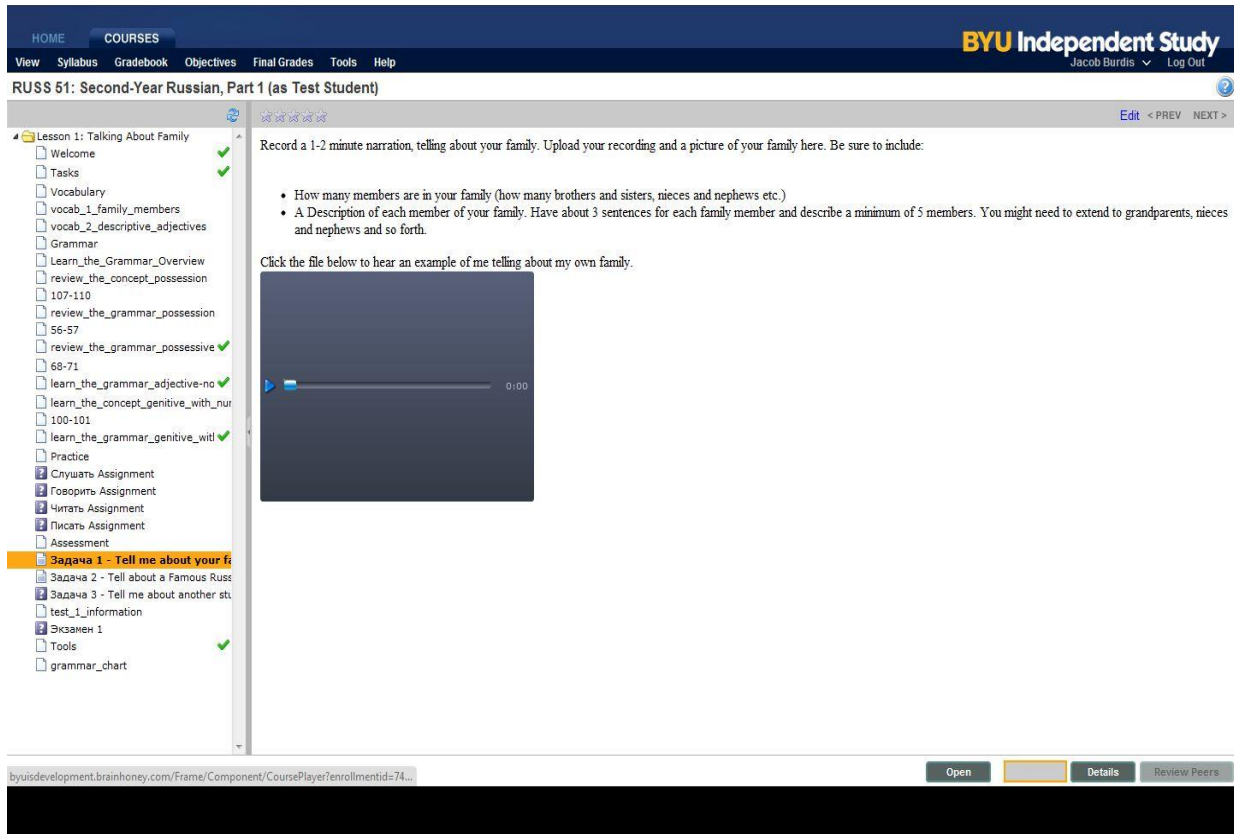 HOME COURSES
BYU Independent Study
View Syllabus Gradebook Objectives Final Grades Tools Help
Jacob Burdis Log Out
RUSS 51: Second-Year Russian, Part 1 (as Test Student)
Edit < PREV NEXT >
Lesson 1: Talking About Family
Welcome
Tasks
Vocabulary
vocab_1_family_members
vocab_2_descriptive_adjectives
Grammar
Learn_the_Grammar_Overview
review_the_concept_possession
107-110
review_the_grammar_possession
56-57
review_the_grammar_possessive
68-71
learn_the_grammar_adjective-no
learn_the_concept_genitive_with_nur
100-101
learn_the_grammar_genitive_witl
Practice
Слушать Assignment
Говорить Assignment
Читать Assignment
Писать Assignment
Assessment
Задача 1 - Tell me about your fa
Задача 2 - Tell about a Famous Russ
Задача 3 - Tell me about another stu
test_1_information
Экзамен 1
Tools
grammar_chart
Record a 1-2 minute narration, telling about your family. Upload your recording and a picture of your family here. Be sure to include:
• How many members are in your family (how many brothers and sisters, nieces and nephews etc.)
• A Description of each member of your family. Have about 3 sentences for each family member and describe a minimum of 5 members. You might need to extend to grandparents, nieces
and nephews and so forth.
Click the file below to hear an example of me telling about my own family.
0:00
byuisdevelopment.brainhoney.com/Frame/Component/CoursePlayer?enrollmentid=74...
Open Details Review Peers